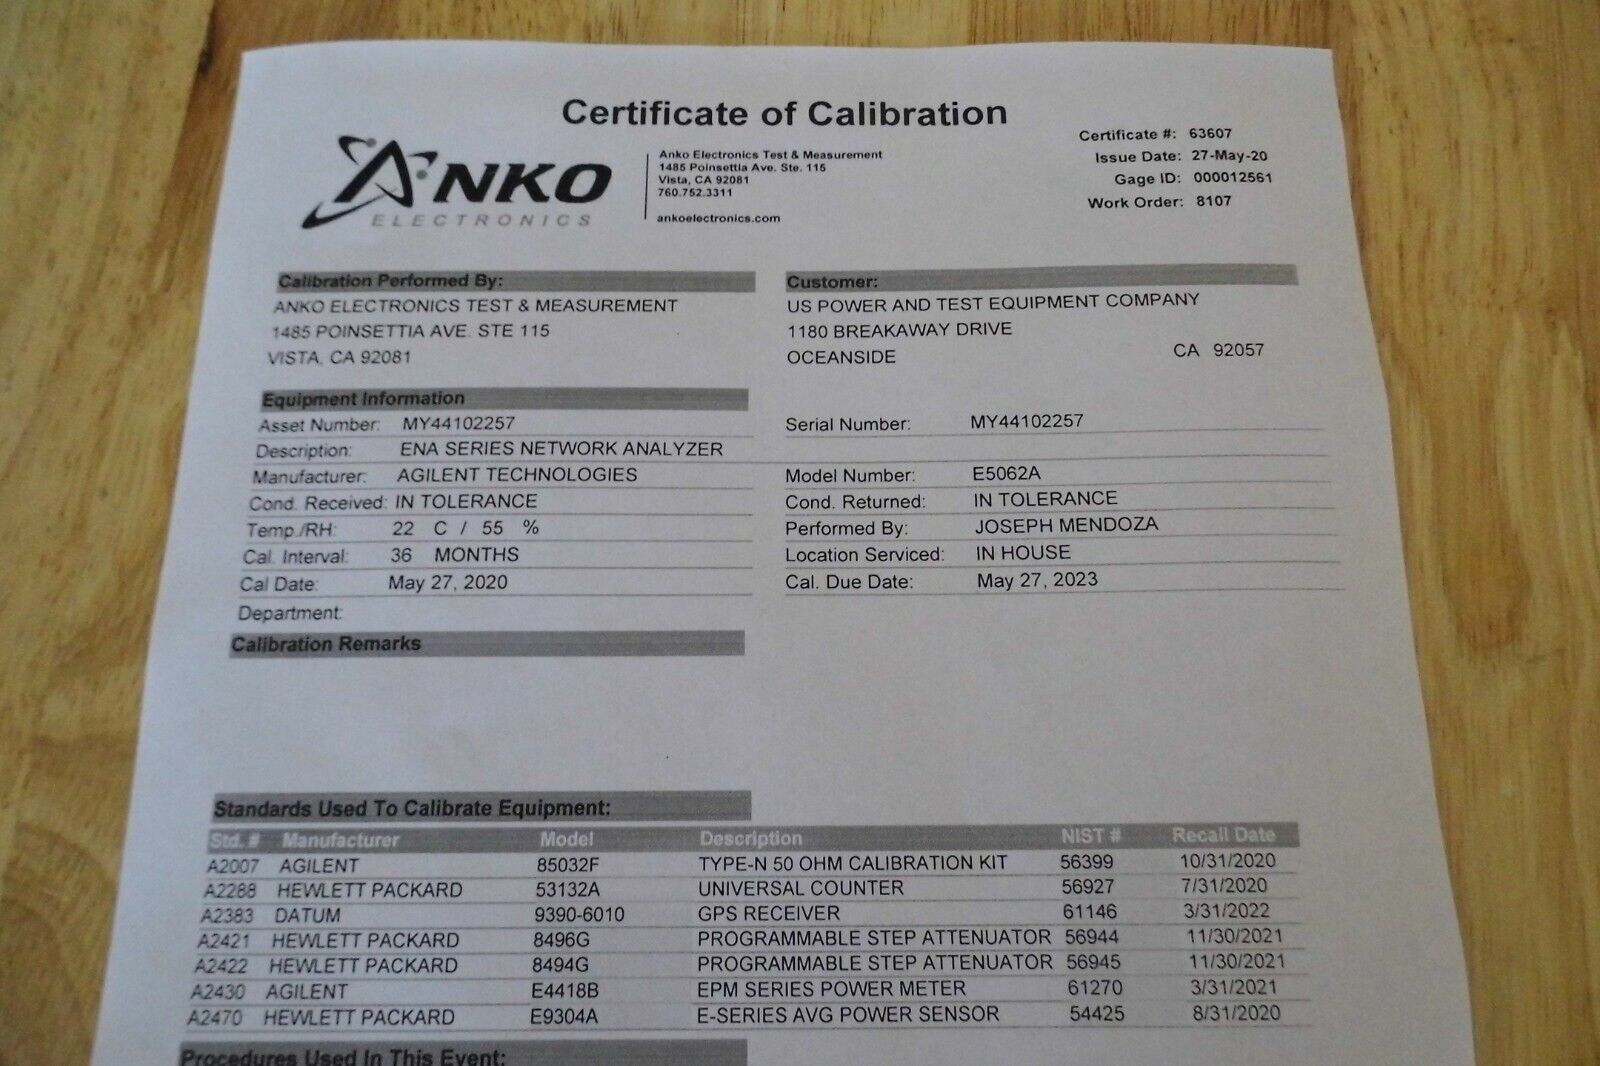 Certificate of Calibration
ANKO
ELECTRONICS
Anko Electronics Test & Measurement
1485 Poinsettia Ave. Ste. 115
Vista, CA 92081
760.752.3311
ankoelectronics.com
Certificate #: 63607
Issue Date: 27-May-20
Gage ID: 000012561
Work Order: 8107
Calibration Performed By:
ANKO ELECTRONICS TEST & MEASUREMENT
1485 POINSETTIA AVE. STE 115
VISTA, CA 92081
Customer:
US POWER AND TEST EQUIPMENT COMPANY
1180 BREAKAWAY DRIVE
OCEANSIDE CA 92057
Equipment Information
Asset Number: MY44102257 Serial Number: MY44102257
Description: ENA SERIES NETWORK ANALYZER
Manufacturer: AGILENT TECHNOLOGIES Model Number: E5062A
Cond. Received: IN TOLERANCE Cond. Returned: IN TOLERANCE
Temp./RH: 22 C / 55 % Performed By: JOSEPH MENDOZA
Cal. Interval: 36 MONTHS Location Serviced: IN HOUSE
Cal Date: May 27, 2020 Cal. Due Date: May 27, 2023
Department:
Calibration Remarks
Standards Used To Calibrate Equipment:
Std. # Manufacturer Model Description NIST # Recall Date
A2007 AGILENT 85032F TYPE-N 50 OHM CALIBRATION KIT 56399 10/31/2020
A2288 HEWLETT PACKARD 53132A UNIVERSAL COUNTER 56927 7/31/2020
A2383 DATUM 9390-6010 GPS RECEIVER 61146 3/31/2022
A2421 HEWLETT PACKARD 8496G PROGRAMMABLE STEP ATTENUATOR 56944 11/30/2021
A2422 HEWLETT PACKARD 8494G PROGRAMMABLE STEP ATTENUATOR 56945 11/30/2021
A2430 AGILENT E4418B EPM SERIES POWER METER 61270 3/31/2021
A2470 HEWLETT PACKARD E9304A E-SERIES AVG POWER SENSOR 54425 8/31/2020
Procedures Used In This Event: